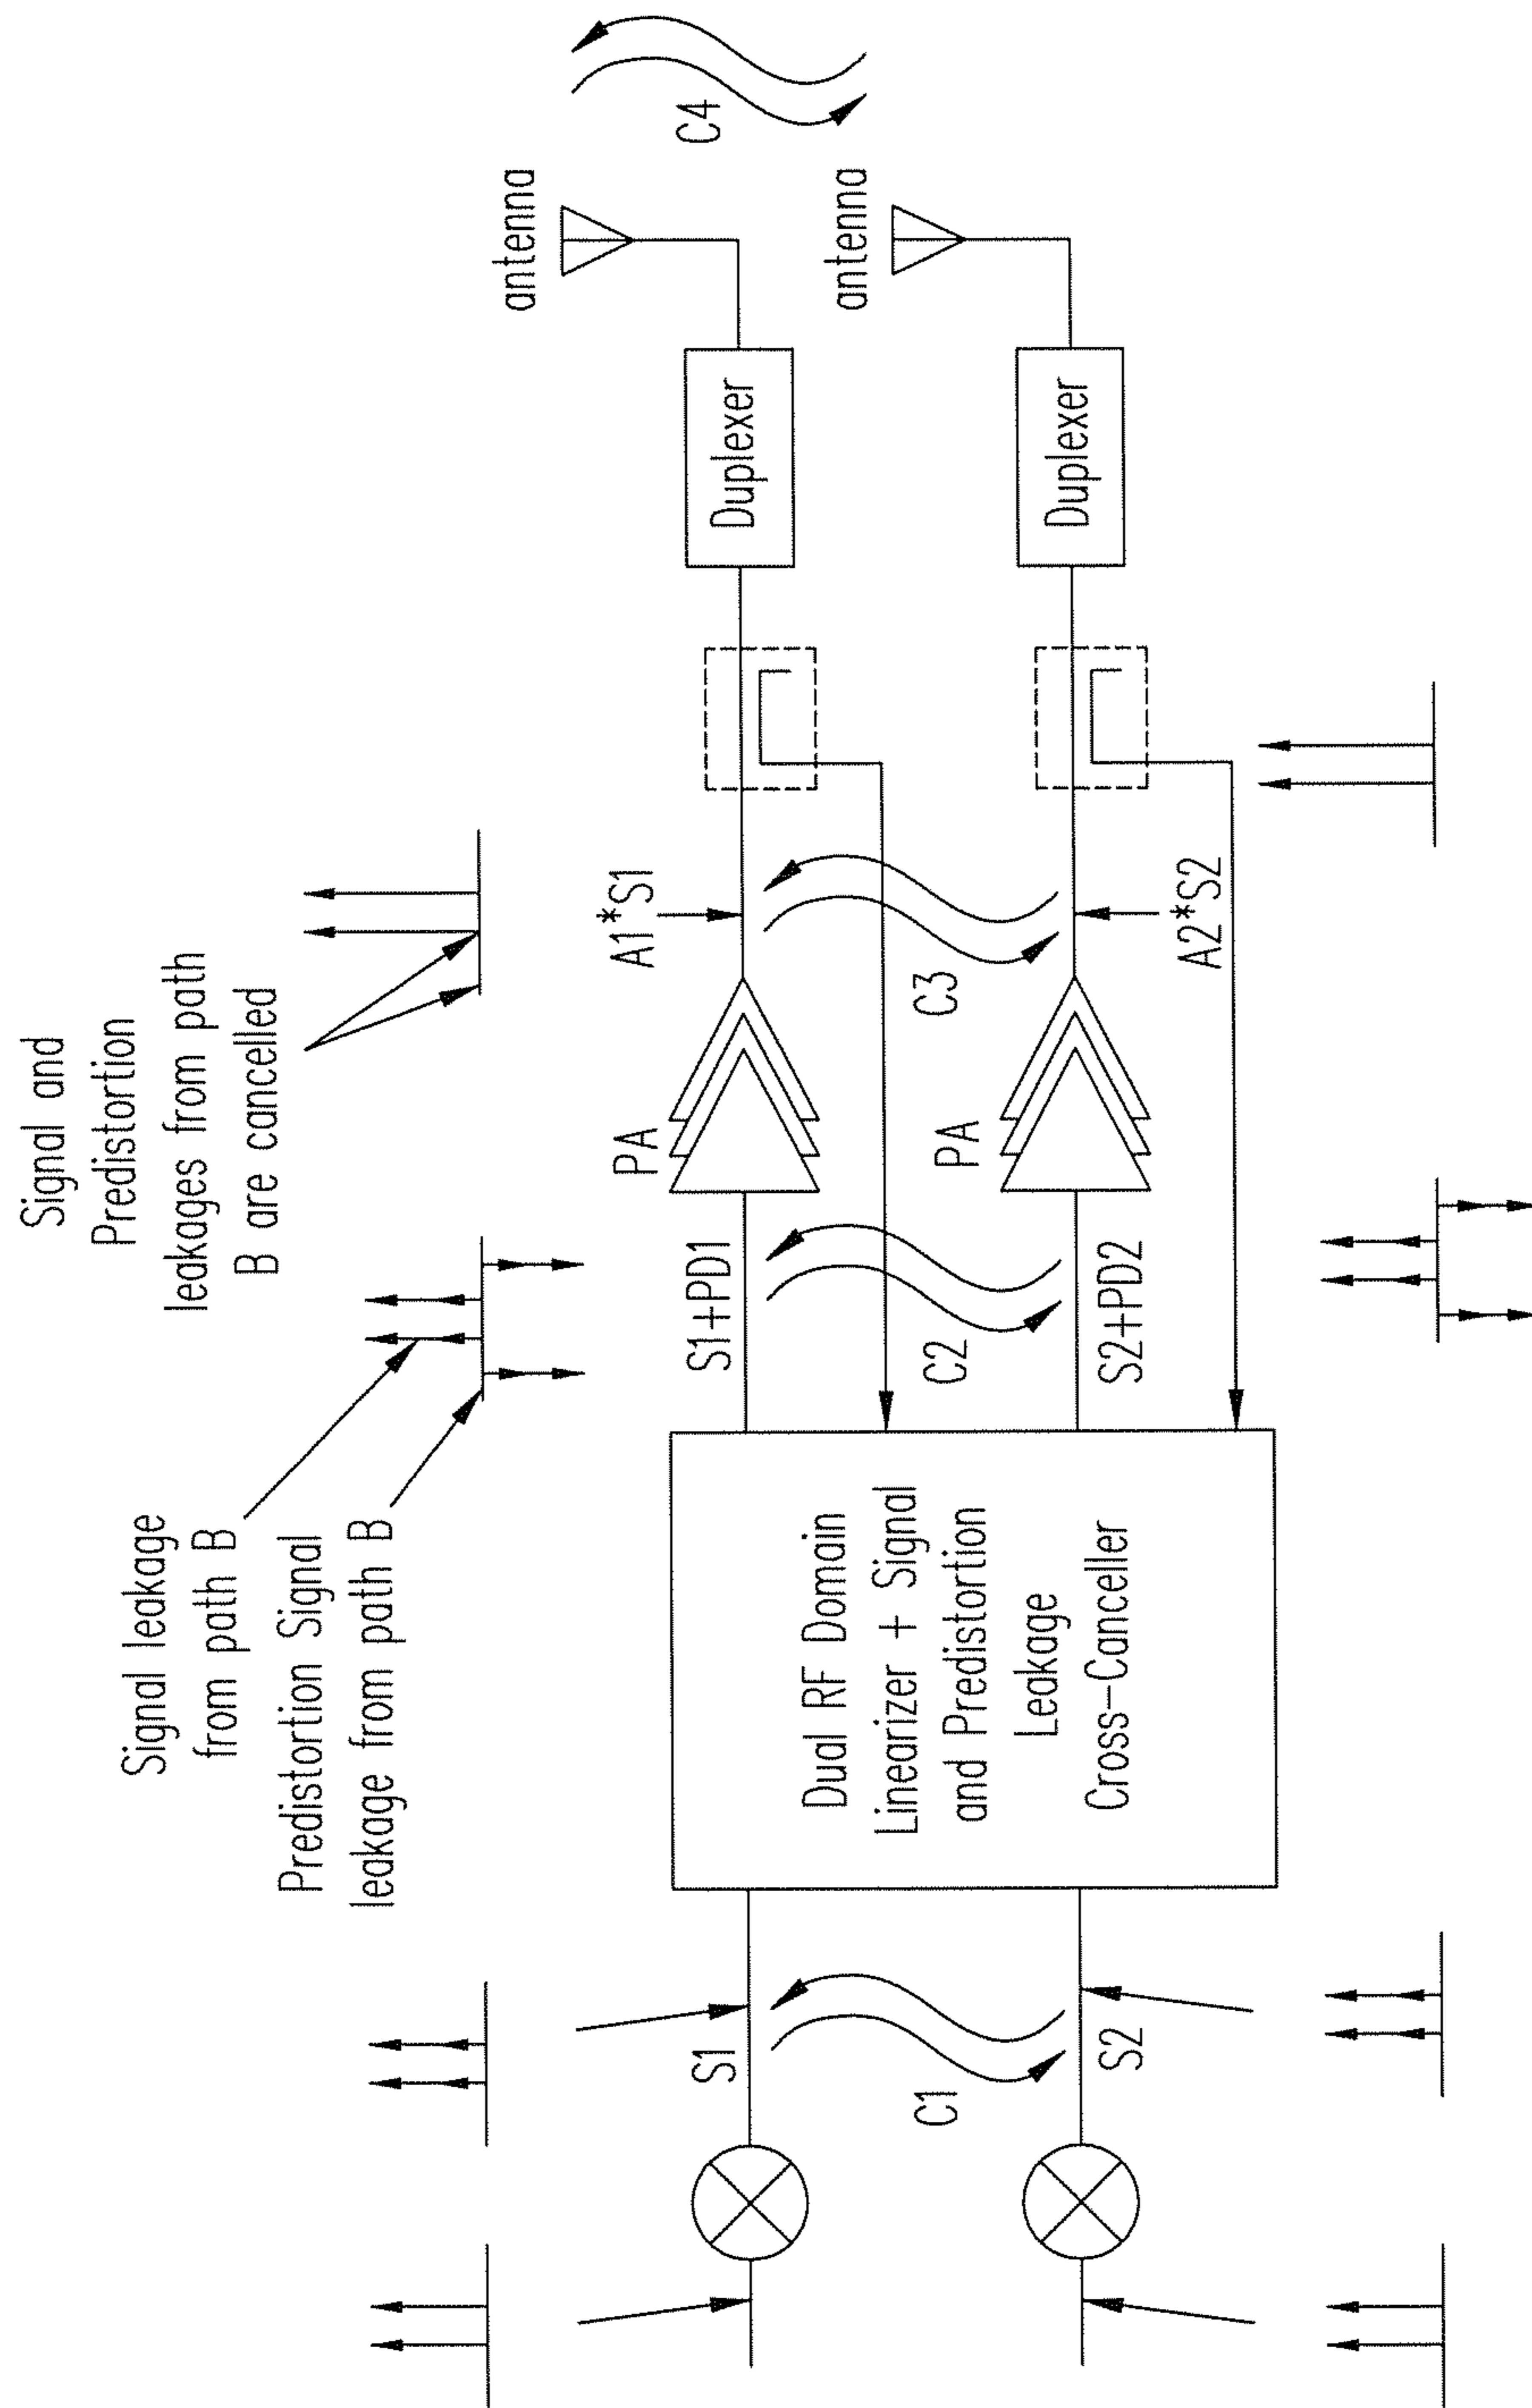 Signal and
Predistortion
leakages from path
B are cancelled
Signal leakage
from path B
Predistortion Signal
leakage from path B
antenna
C4
antenna
A1*S1
PA
S1+PD1
Duplexer
C3
C2
PA
S2+PD2
A2*S2
Duplexer
Dual RF Domain
Linearizer + Signal
and Predistortion
Leakage
Cross-Canceller
S1
C1
S2